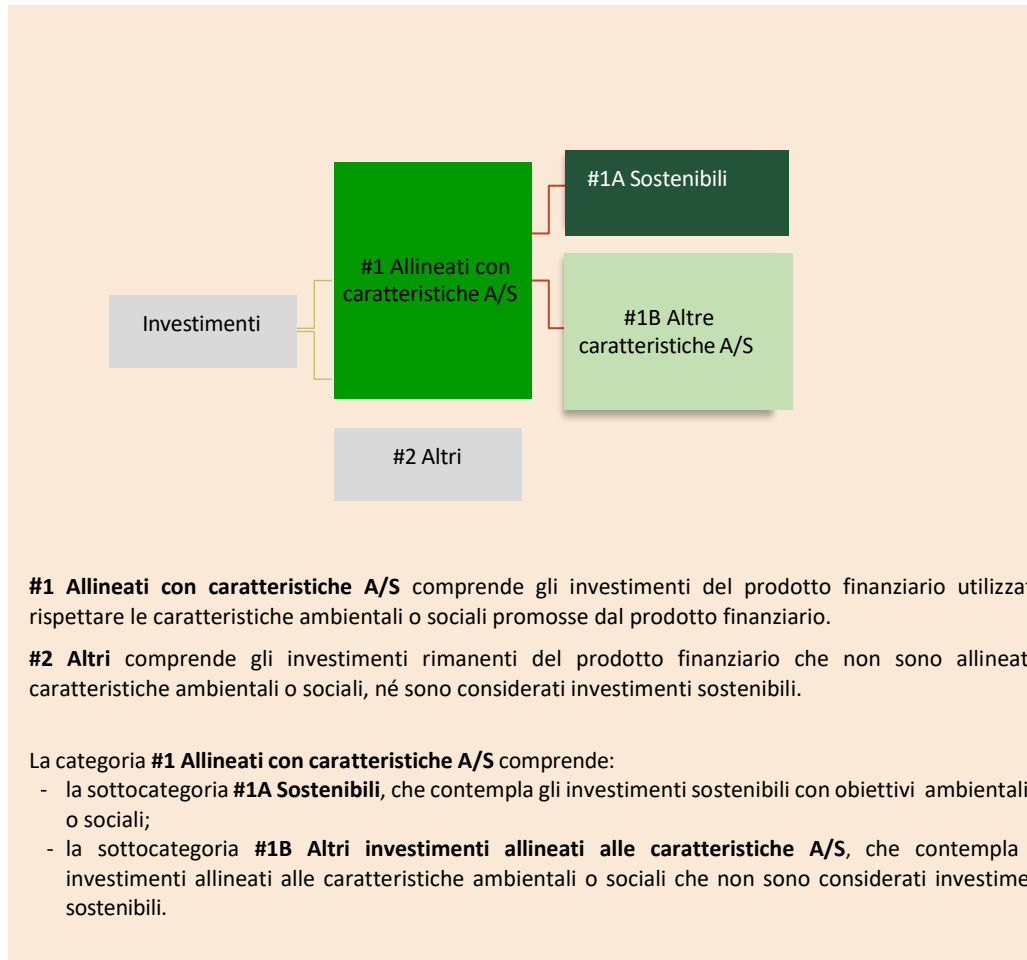 #1A Sostenibili
#1 Allineati con
caratteristiche A/S
Investimenti
#1B Altre
caratteristiche A/S
#2 Altri
#1 Allineati con caratteristiche A/S comprende gli investimenti del prodotto finanziario
rispettare le caratteristiche ambientali o sociali promosse dal prodotto finanziario.
#2 Altri comprende gli investimenti rimanenti del prodotto finanziario che non sono
caratteristiche ambientali o sociali, né sono considerati investimenti sostenibili.
La categoria #1 Allineati con caratteristiche A/S comprende:
- la sottocategoria #1A Sostenibili, che contempla gli investimenti sostenibili con obiettivi ambientali
o sociali;
- la sottocategoria #1B Altri investimenti allineati alle caratteristiche A/S, che contempla
investimenti allineati alle caratteristiche ambientali o sociali che non sono considerati
sostenibili.